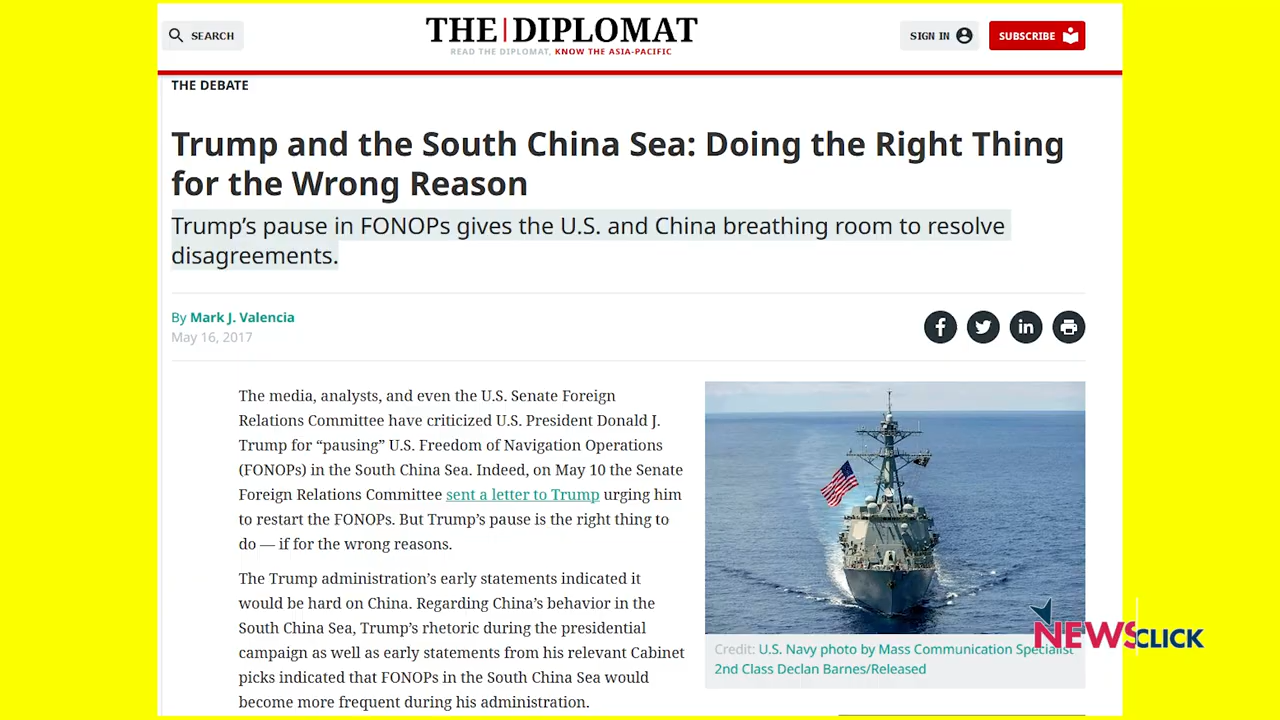 SEARCH
THE|DIPLOMAT
READ THE DIPLOMAT, KNOW THE ASIA-PACIFIC
SIGN IN
SUBSCRIBE
THE DEBATE
Trump and the South China Sea: Doing the Right Thing
for the Wrong Reason
Trump’s pause in FONOPs gives the U.S. and China breathing room to resolve
disagreements.
By Mark J. Valencia
May 16, 2017
The media, analysts, and even the U.S. Senate Foreign
Relations Committee have criticized U.S. President Donald J.
Trump for “pausing” U.S. Freedom of Navigation Operations
(FONOPs) in the South China Sea. Indeed, on May 10 the Senate
Foreign Relations Committee sent a letter to Trump urging him
to restart the FONOPs. But Trump’s pause is the right thing to
do — if for the wrong reasons.
The Trump administration’s early statements indicated it
would be hard on China. Regarding China’s behavior in the
South China Sea, Trump’s rhetoric during the presidential
campaign as well as early statements from his relevant Cabinet
picks indicated that FONOPs in the South China Sea would
become more frequent during his administration.
Credit: U.S. Navy photo by Mass Communication Specialist
2nd Class Declan Barnes/Released
NEWSCLICK